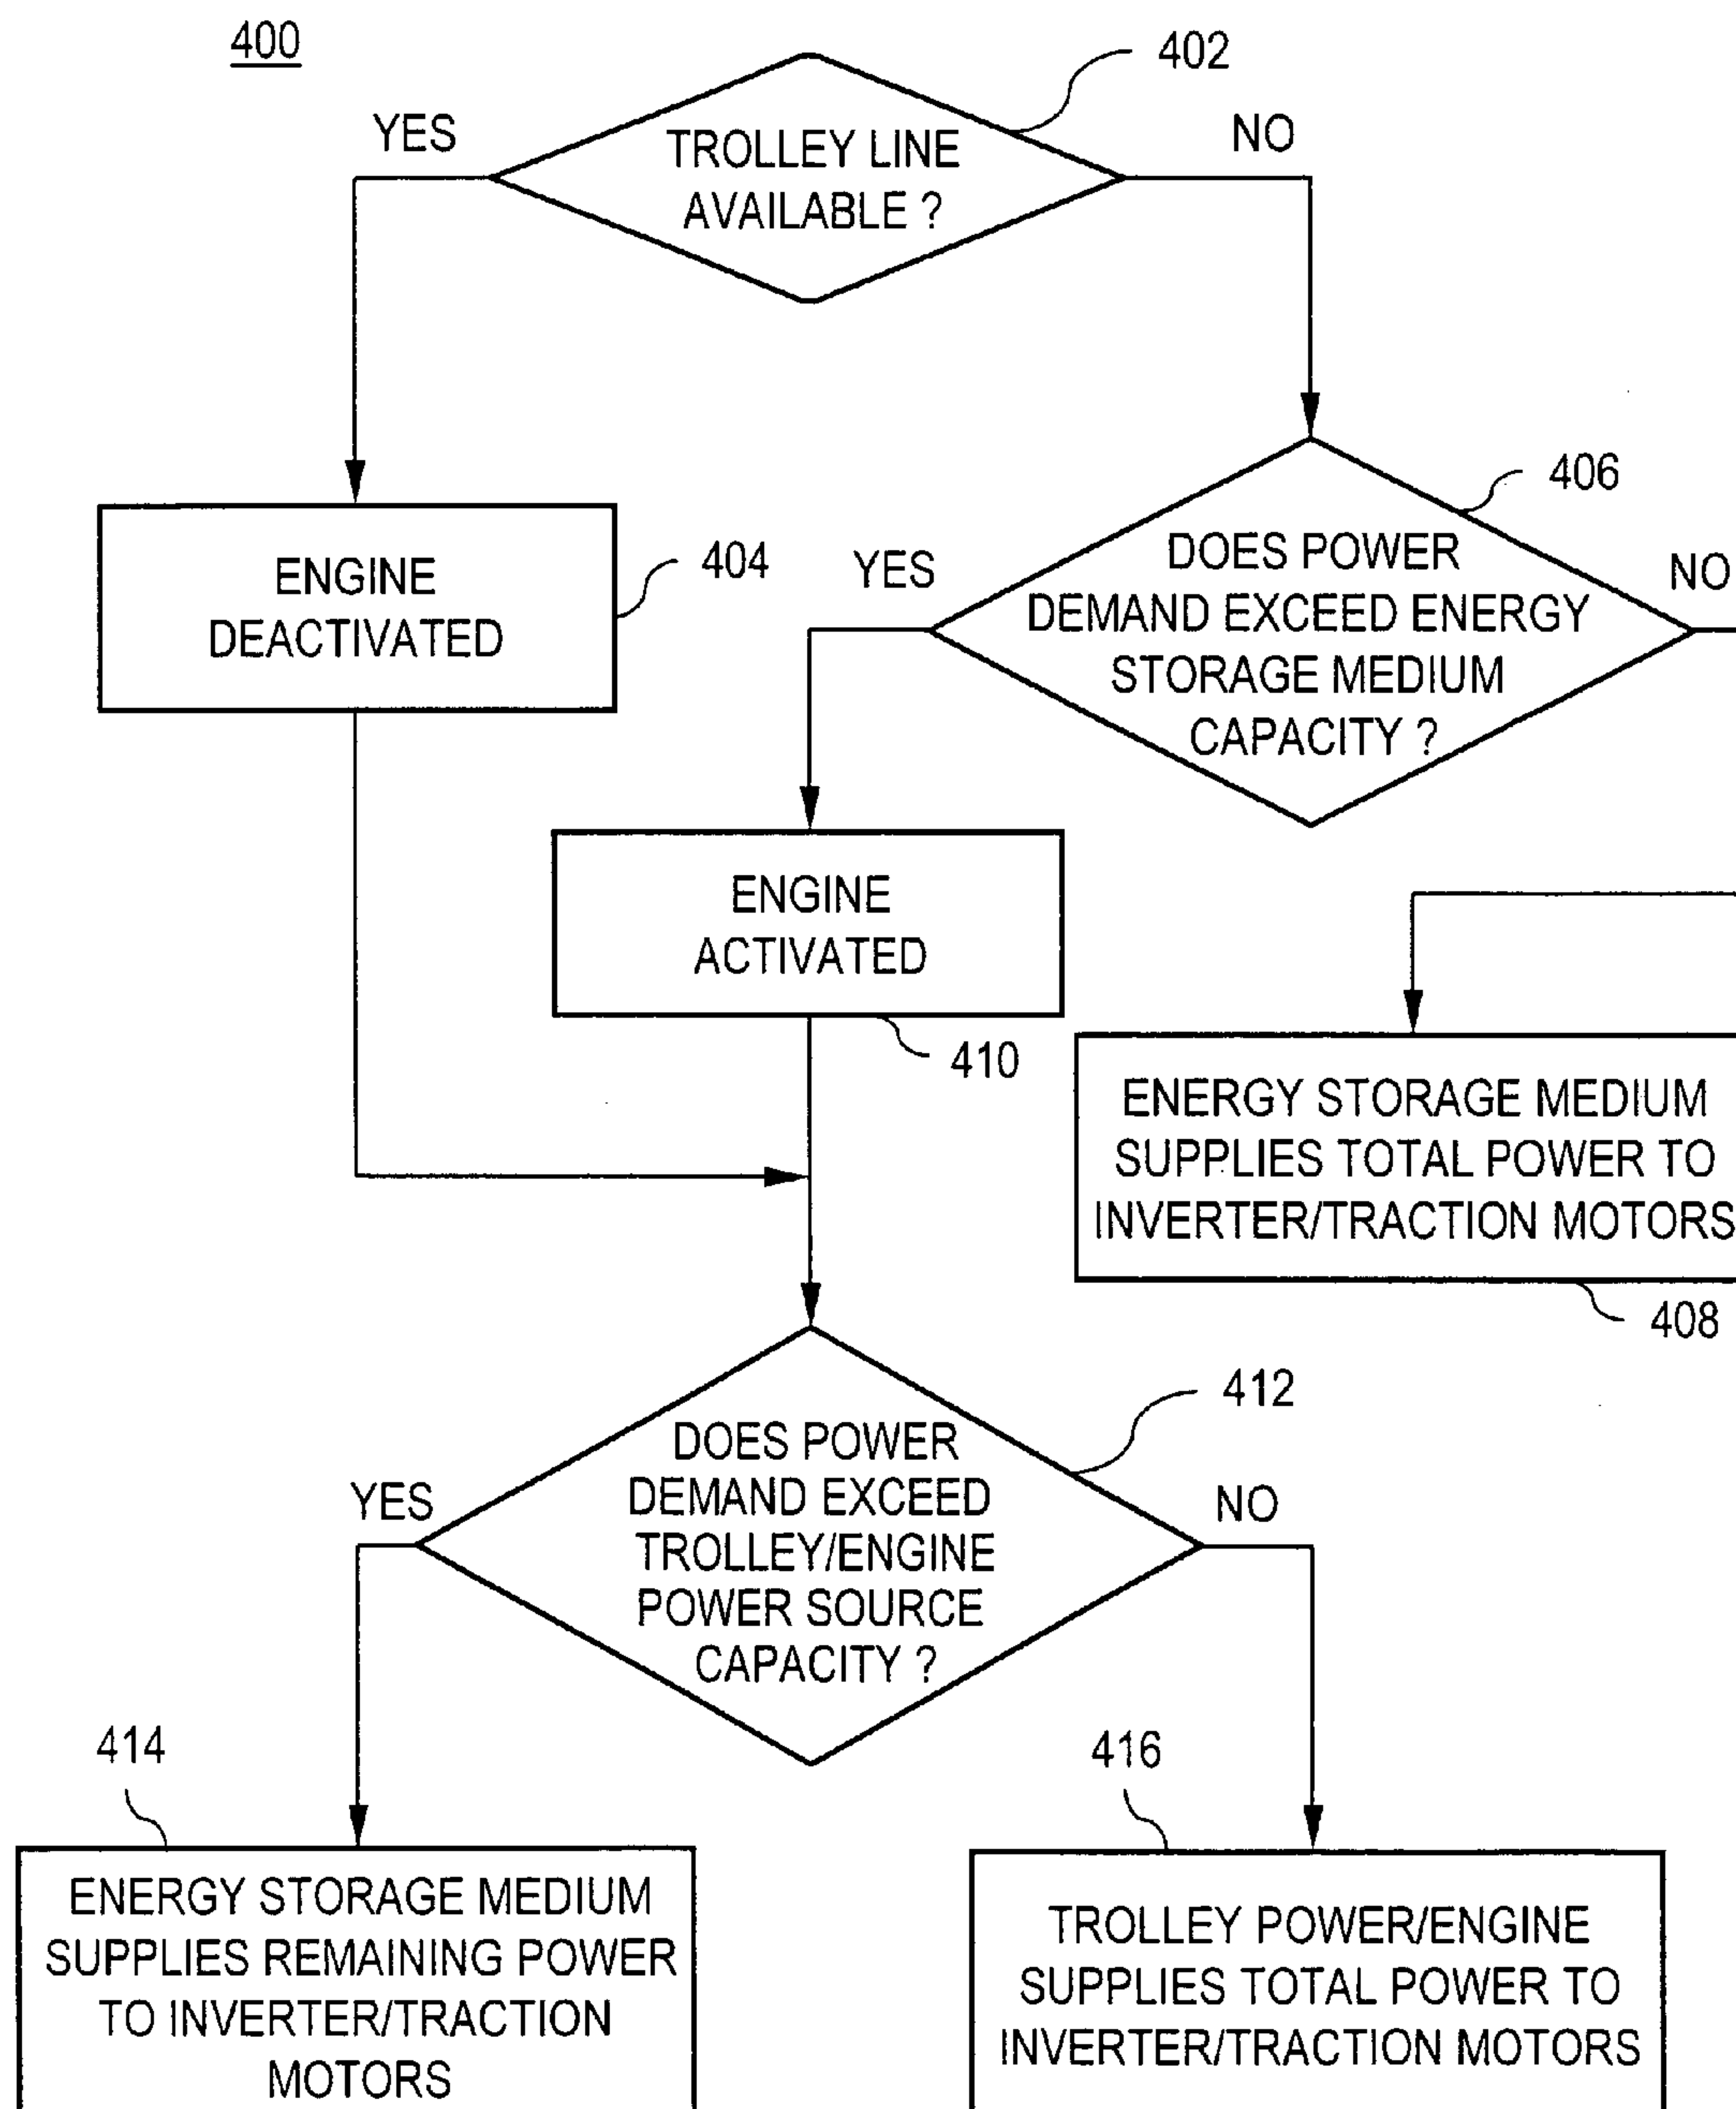 400
402
YES
NO
TROLLEY LINE
AVAILABLE ?
406
YES
NO
DOES POWER
DEMAND EXCEED ENERGY
STORAGE MEDIUM
CAPACITY ?
404
ENGINE
DEACTIVATED
ENGINE
ACTIVATED
410
ENERGY STORAGE MEDIUM
SUPPLIES TOTAL POWER TO
INVERTER/TRACTION MOTORS
408
412
YES
NO
DOES POWER
DEMAND EXCEED
TROLLEY/ENGINE
POWER SOURCE
CAPACITY ?
414
416
ENERGY STORAGE MEDIUM
SUPPLIES REMAINING POWER
TO INVERTER/TRACTION
MOTORS
TROLLEY POWER/ENGINE
SUPPLIES TOTAL POWER TO
INVERTER/TRACTION MOTORS